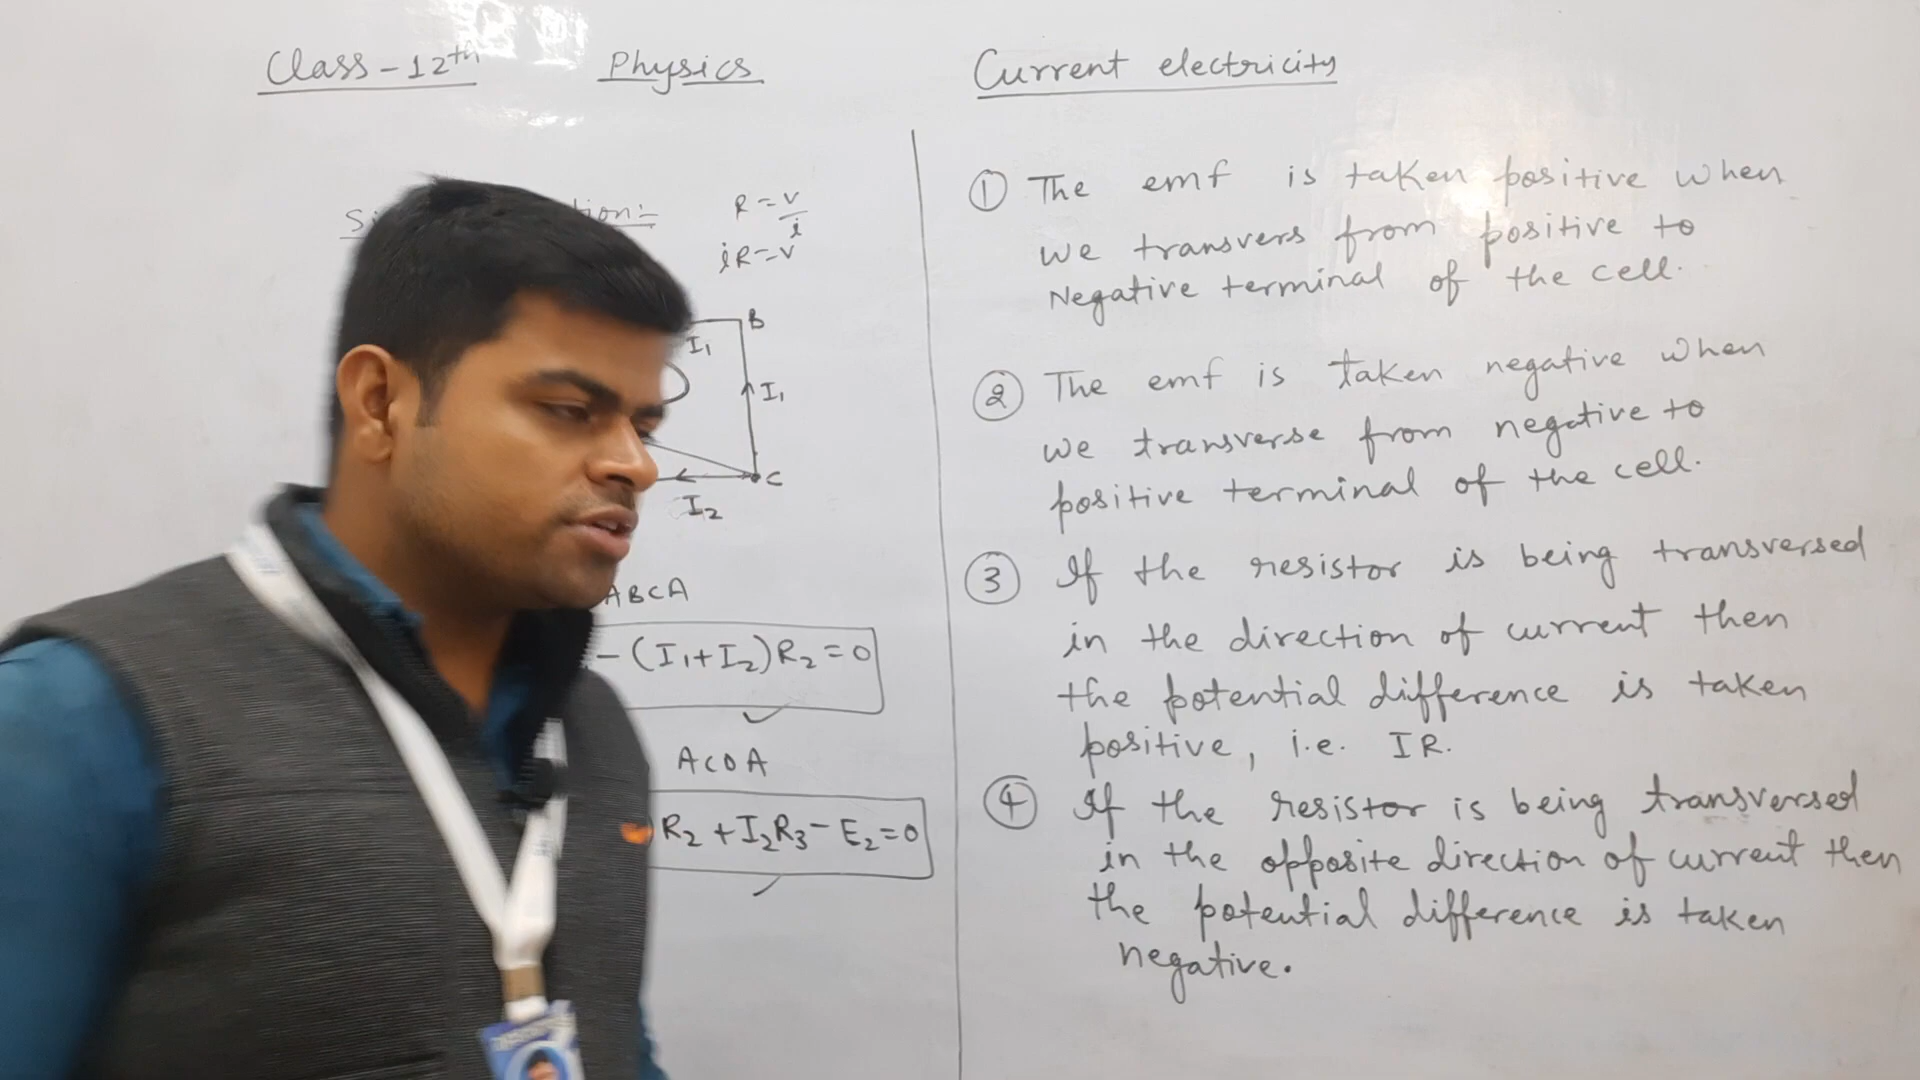 Class-12th Physics Current electricity
R = V/i
iR = V
B
I₁
I₁
C
I₂
ABCA
- (I₁+I₂)R₂ = 0
ACDA
R₂ + I₂R₃ - E₂ = 0
① The emf is taken positive when
we transvers from positive to
Negative terminal of the cell.
② The emf is taken negative when
we transverse from negative to
positive terminal of the cell.
③ If the resistor is being transversed
in the direction of current then
the potential difference is taken
positive, i.e. IR.
④ If the resistor is being transversed
in the opposite direction of current then
the potential difference is taken
negative.